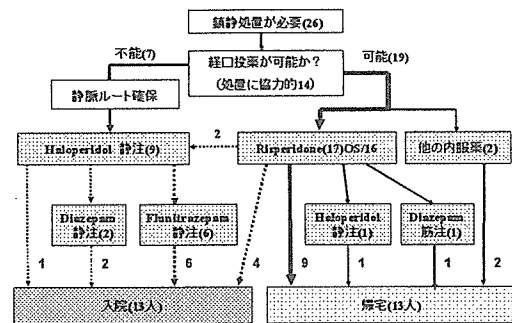 鎮静処置が必要(26)
不能(7)
経口投薬が可能か？
(処置に協力的14)
可能(19)
静脈ルート確保
Haloperidol 静注(9)
2
Risperidone(17)OS/16
他の内服薬(2)
Diazepam
静注(2)
Flunitrazepam
静注(6)
Haloperidol
静注(1)
Diazepam
筋注(1)
1
2
6
4
9
1
1
2
入院(13人)
帰宅(13人)